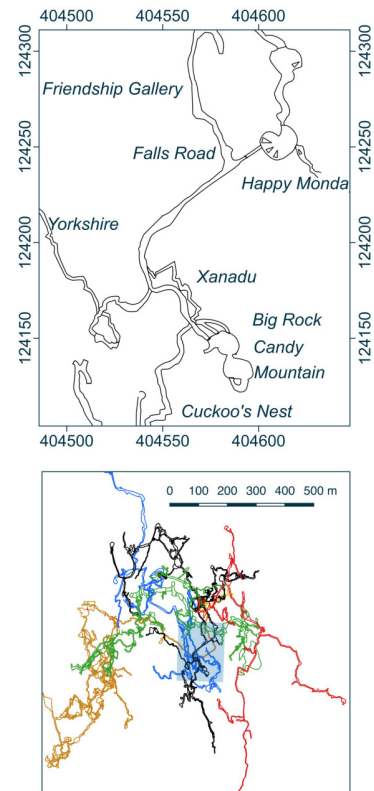 404500 404550 404600
124300 124300
Friendship Gallery
124250 124250
Falls Road
Happy Monda
124200 124200
Yorkshire
Xanadu
124150 124150
Big Rock
Candy
Mountain
Cuckoo's Nest
404500 404550 404600
0 100 200 300 400 500 m